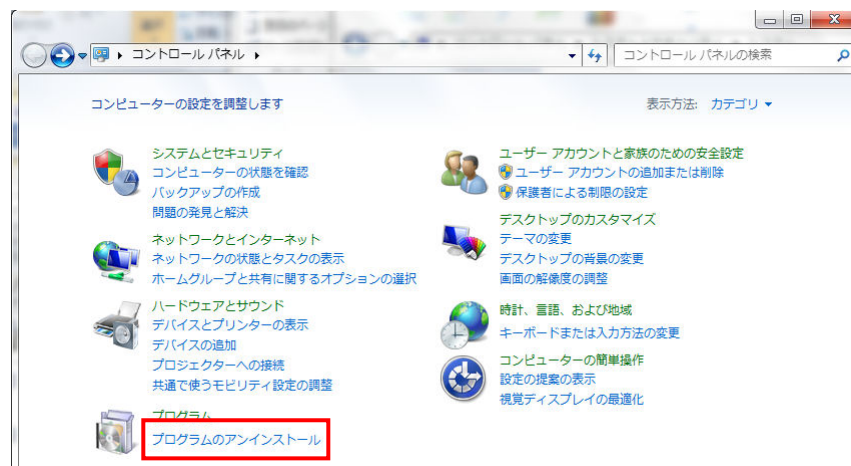 コントロール パネル
コントロール パネルの検索
コンピューターの設定を調整します
表示方法: カテゴリ
システムとセキュリティ
コンピューターの状態を確認
バックアップの作成
問題の発見と解決
ネットワークとインターネット
ネットワークの状態とタスクの表示
ホームグループと共有に関するオプションの選択
ハードウェアとサウンド
デバイスとプリンターの表示
デバイスの追加
プロジェクターへの接続
共通で使うモビリティ設定の調整
プログラム
プログラムのアンインストール
ユーザー アカウントと家族のための安全設定
ユーザー アカウントの追加または削除
保護者による制限の設定
デスクトップのカスタマイズ
テーマの変更
デスクトップの背景の変更
画面の解像度の調整
時計、言語、および地域
キーボードまたは入力方法の変更
コンピューターの簡単操作
設定の提案の表示
視覚ディスプレイの最適化